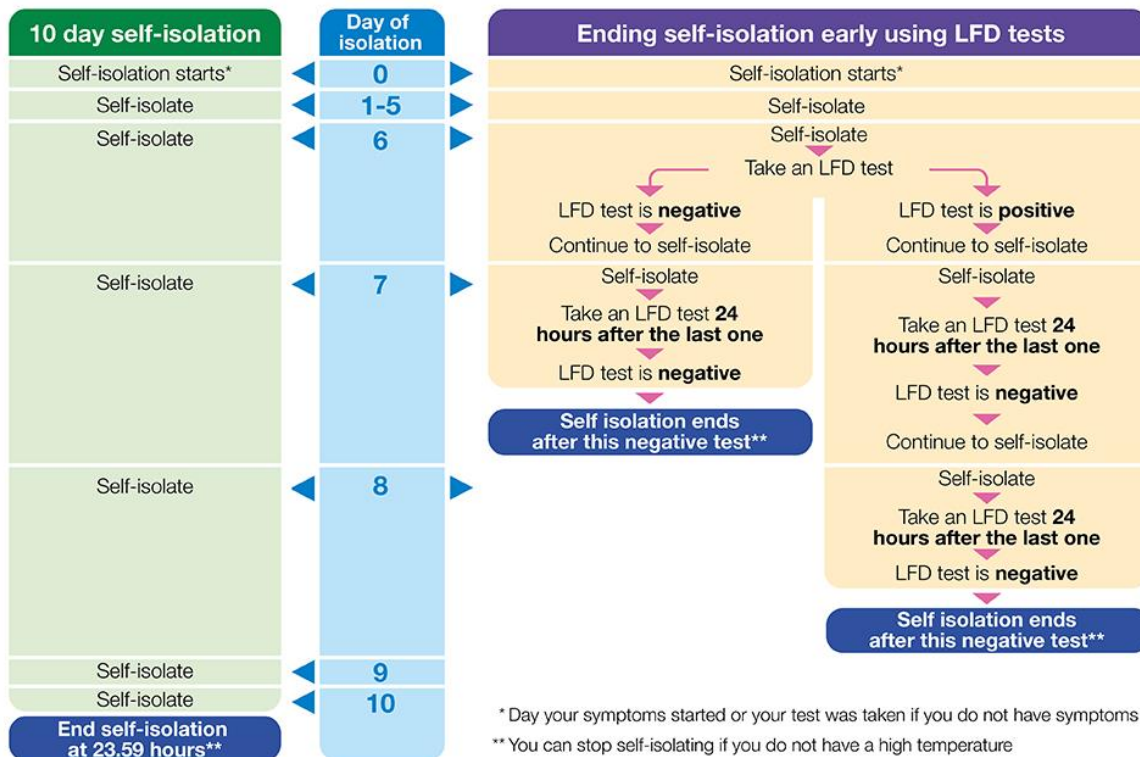 10 day self-isolation
Self-isolation starts*
Self-isolate
Self-isolate
Self-isolate
Self-isolate
Self-isolate
Self-isolate
End self-isolation
at 23.59 hours**
Day of
isolation
0
1-5
6
7
8
9
10
Ending self-isolation early using LFD tests
Self-isolation starts*
Self-isolate
Self-isolate
Take an LFD test
LFD test is negative
Continue to self-isolate
Self-isolate
Take an LFD test 24
hours after the last one
LFD test is negative
Self isolation ends
after this negative test**
LFD test is positive
Continue to self-isolate
Self-isolate
Take an LFD test 24
hours after the last one
LFD test is negative
Continue to self-isolate
Self-isolate
Take an LFD test 24
hours after the last one
LFD test is negative
Self isolation ends
after this negative test**
* Day your symptoms started or your test was taken if you do not have symptoms
** You can stop self-isolating if you do not have a high temperature